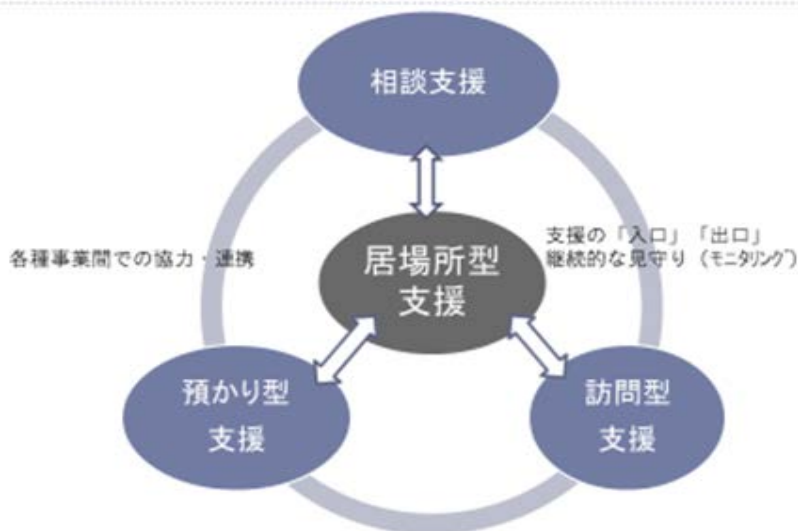 相談支援
各種事業間での協力・連携
居場所型
支援
支援の「入口」「出口」
継続的な見守り（モニタリング）
預かり型
支援
訪問型
支援